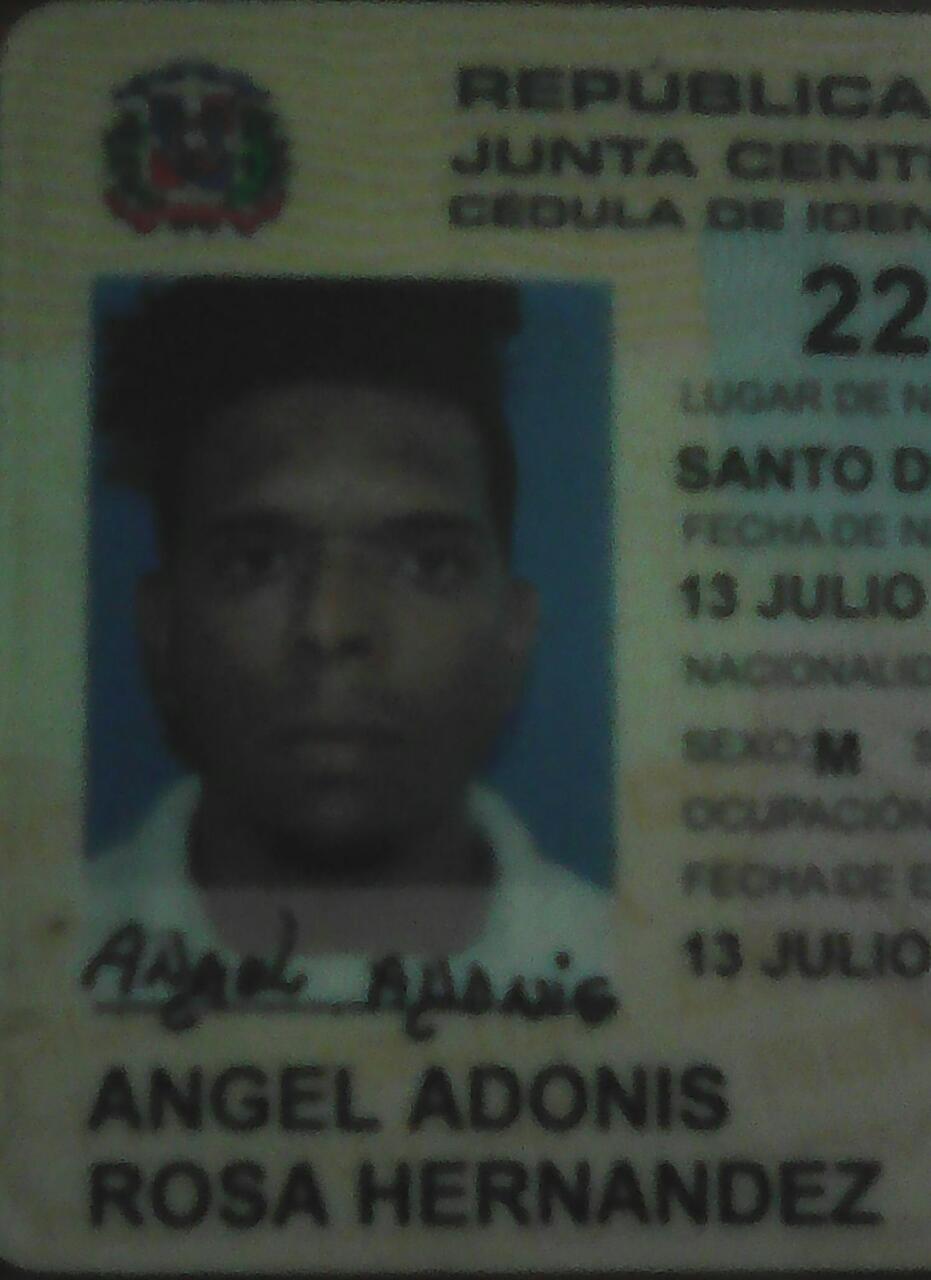 REPÚBLICA
JUNTA CENT
CÉDULA DE IDEN
22
LUGAR DE N
SANTO D
FECHA DE N
13 JULIO
NACIONALID
SEXO: M S
OCUPACIÓN
FECHA DE E
13 JULIO
Angel Adonis
ANGEL ADONIS
ROSA HERNANDEZ